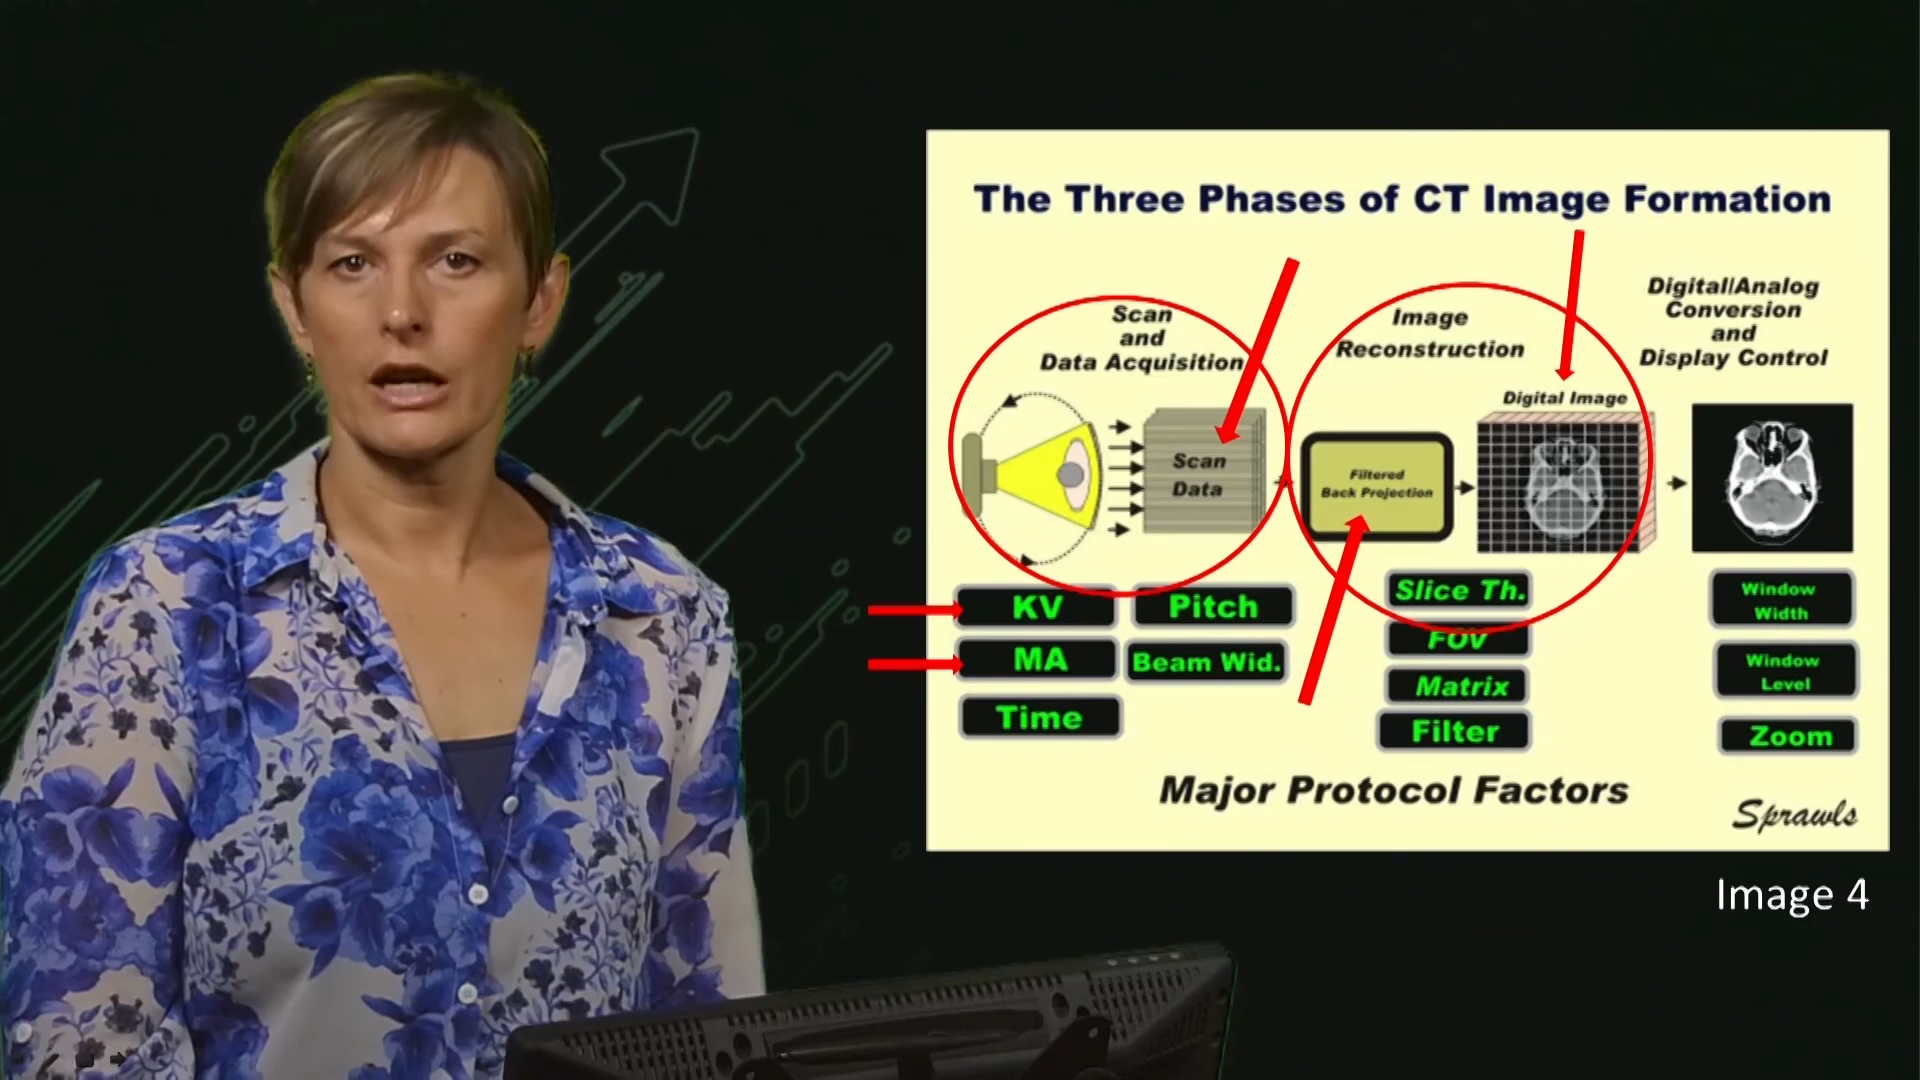 The Three Phases of CT Image Formation
Scan
and
Data Acquisition
Image
Reconstruction
Digital/Analog
Conversion
and
Display Control
Digital Image
Scan
Data
Filtered
Back Projection
KV
Pitch
MA
Beam Wid.
Time
Slice Th.
FOV
Matrix
Filter
Window
Width
Window
Level
Zoom
Major Protocol Factors
Sprawls
Image 4